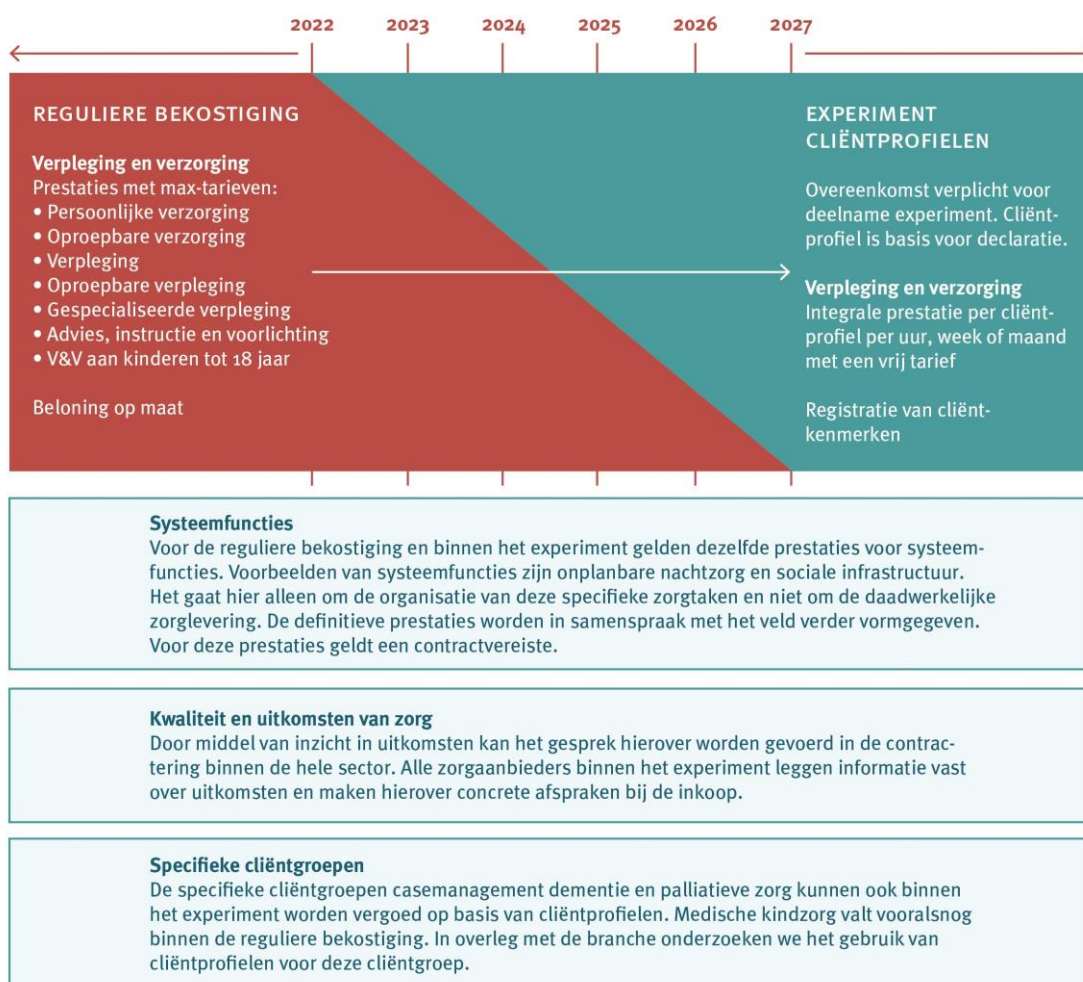 2022 2023 2024 2025 2026 2027
REGULIERE BEKOSTIGING
Verpleging en verzorging
Prestaties met max-tarieven:
• Persoonlijke verzorging
• Oproepbare verzorging
• Verpleging
• Oproepbare verpleging
• Gespecialiseerde verpleging
• Advies, instructie en voorlichting
• V&V aan kinderen tot 18 jaar
Beloning op maat
EXPERIMENT
CLIËNTPROFIELEN
Overeenkomst verplicht voor
deelname experiment. Cliënt-
profiel is basis voor declaratie.
Verpleging en verzorging
Integrale prestatie per cliënt-
profiel per uur, week of maand
met een vrij tarief
Registratie van cliënt-
kenmerken
Systeemfuncties
Voor de reguliere bekostiging en binnen het experiment gelden dezelfde prestaties voor systeem-
functies. Voorbeelden van systeemfuncties zijn onplanbare nachtzorg en sociale infrastructuur.
Het gaat hier alleen om de organisatie van deze specifieke zorgtaken en niet om de daadwerkelijke
zorglevering. De definitieve prestaties worden in samenspraak met het veld verder vormgegeven.
Voor deze prestaties geldt een contractvereiste.
Kwaliteit en uitkomsten van zorg
Door middel van inzicht in uitkomsten kan het gesprek hierover worden gevoerd in de contrac-
tering binnen de hele sector. Alle zorgaanbieders binnen het experiment leggen informatie vast
over uitkomsten en maken hierover concrete afspraken bij de inkoop.
Specifieke cliëntgroepen
De specifieke cliëntgroepen casemanagement dementie en palliatieve zorg kunnen ook binnen
het experiment worden vergoed op basis van cliëntprofielen. Medische kindzorg valt vooralsnog
binnen de reguliere bekostiging. In overleg met de branche onderzoeken we het gebruik van
cliëntprofielen voor deze cliëntgroep.